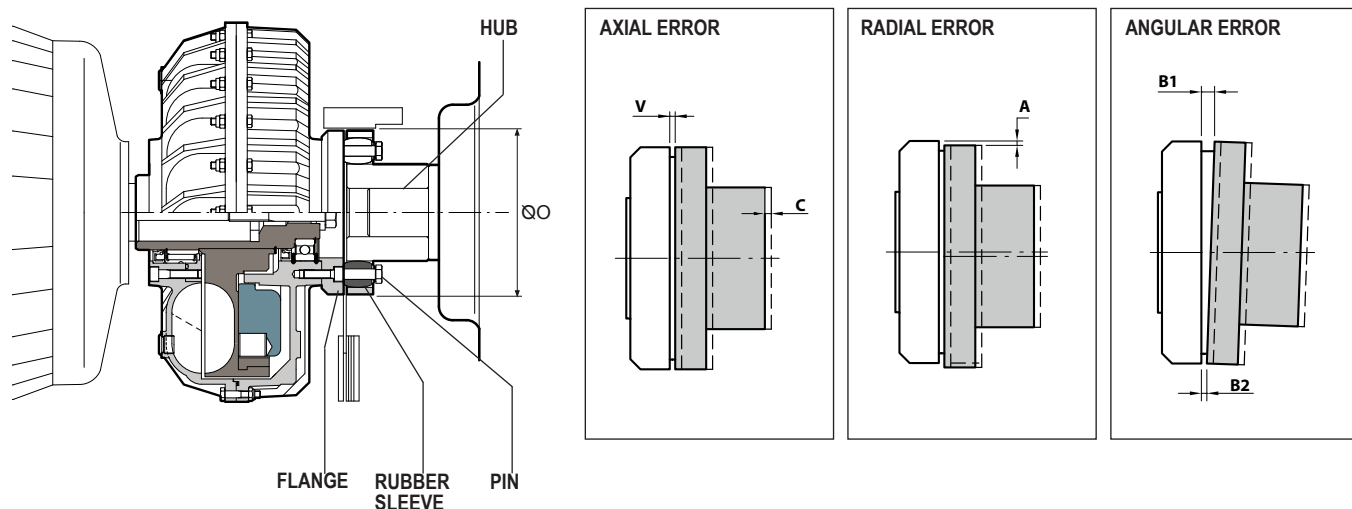 HUB
ØO
FLANGE
RUBBER
SLEEVE
PIN
AXIAL ERROR
V
C
RADIAL ERROR
A
ANGULAR ERROR
B1
B2